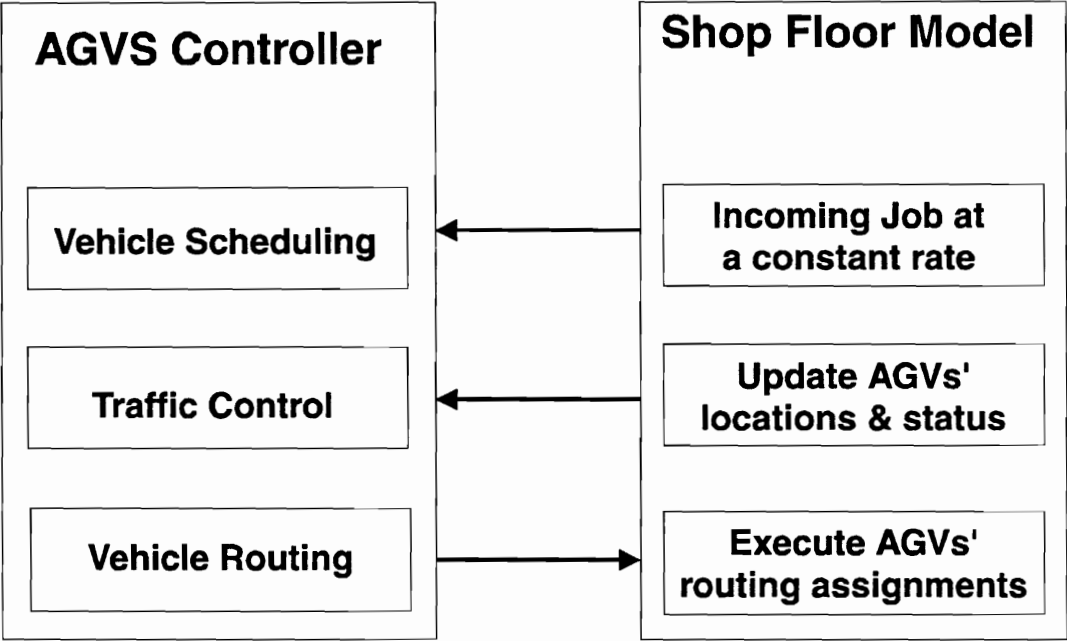 AGVS Controller
Vehicle Scheduling
Traffic Control
Vehicle Routing
Shop Floor Model
Incoming Job at
a constant rate
Update AGVs'
locations & status
Execute AGVs'
routing assignments